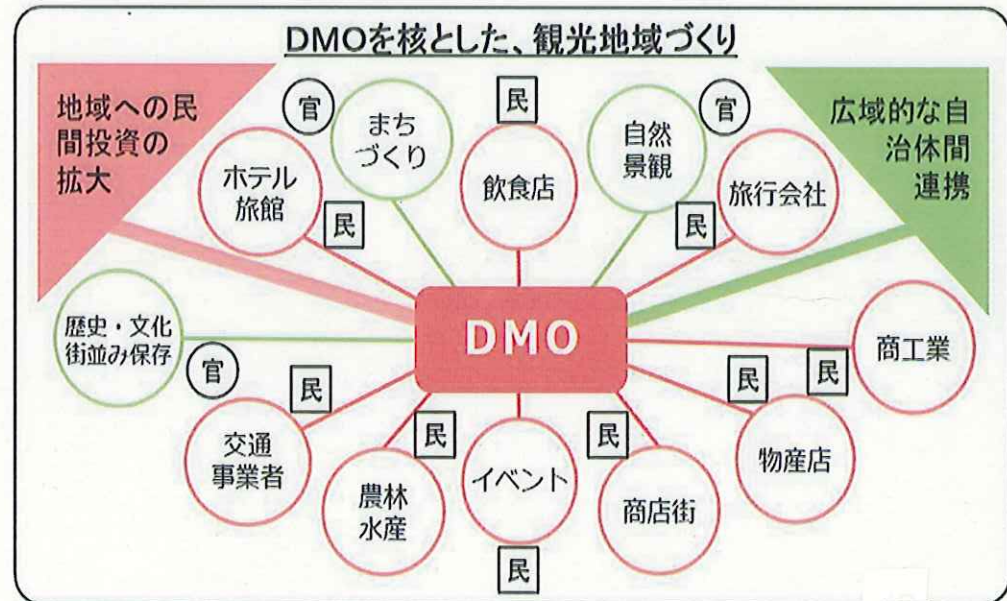 DMOを核とした、観光地域づくり
地域への民
間投資の
拡大
官
まち
づくり
民
自然
景観
官
広域的な自
治体間
連携
ホテル
旅館
民
飲食店
民
旅行会社
歴史・文化
街並み保存
官
DMO
商工業
民
民
民
交通
事業者
民
農林
水産
イベント
民
民
商店街
物産店